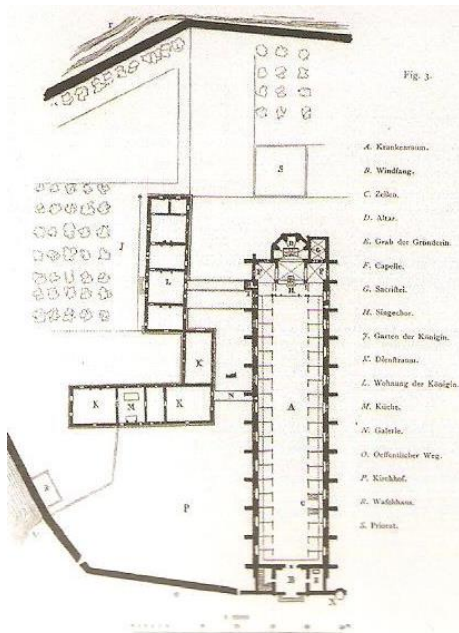 Fig. 3.
A. Krankenraum.
B. Windfang.
C. Zellen.
D. Altar.
E. Grab der Gründerin.
F. Capelle.
G. Sacristei.
H. Singechor.
J. Garten der Königin.
K. Dienstraum.
L. Wohnung der Königin.
M. Küche.
N. Galerie.
O. Oeffentlicher Weg.
P. Kirchhof.
R. Waschhaus.
S. Priorat.
S
J
L
K
K
M
K
N
A
C
P
B